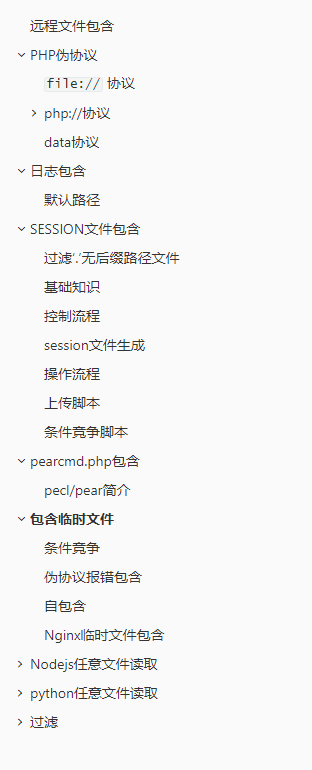 远程文件包含
PHP伪协议
file:// 协议
php://协议
data协议
日志包含
默认路径
SESSION文件包含
过滤‘.’无后缀路径文件
基础知识
控制流程
session文件生成
操作流程
上传脚本
条件竞争脚本
pearcmd.php包含
pecl/pear简介
包含临时文件
条件竞争
伪协议报错包含
自包含
Nginxl临时文件包含
Nodejs任意文件读取
python任意文件读取
过滤